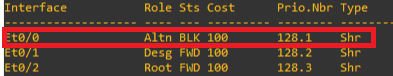 Interface Role Sts Cost Prio.Nbr Type
------------------- ---- --- --------- -------- ----------
Et0/0 Altn BLK 100 128.1 Shr
Et0/1 Desg FWD 100 128.2 Shr
Et0/2 Root FWD 100 128.3 Shr